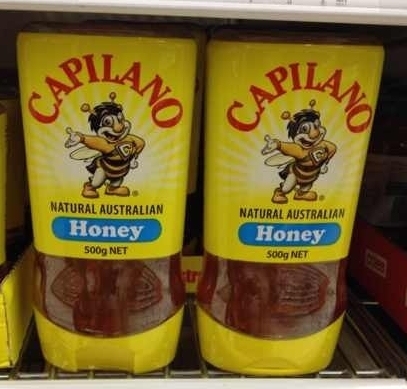 CAPILANO
NATURAL AUSTRALIAN
Honey
500g NET
CAPILANO
NATURAL AUSTRALIAN
Honey
500g NET